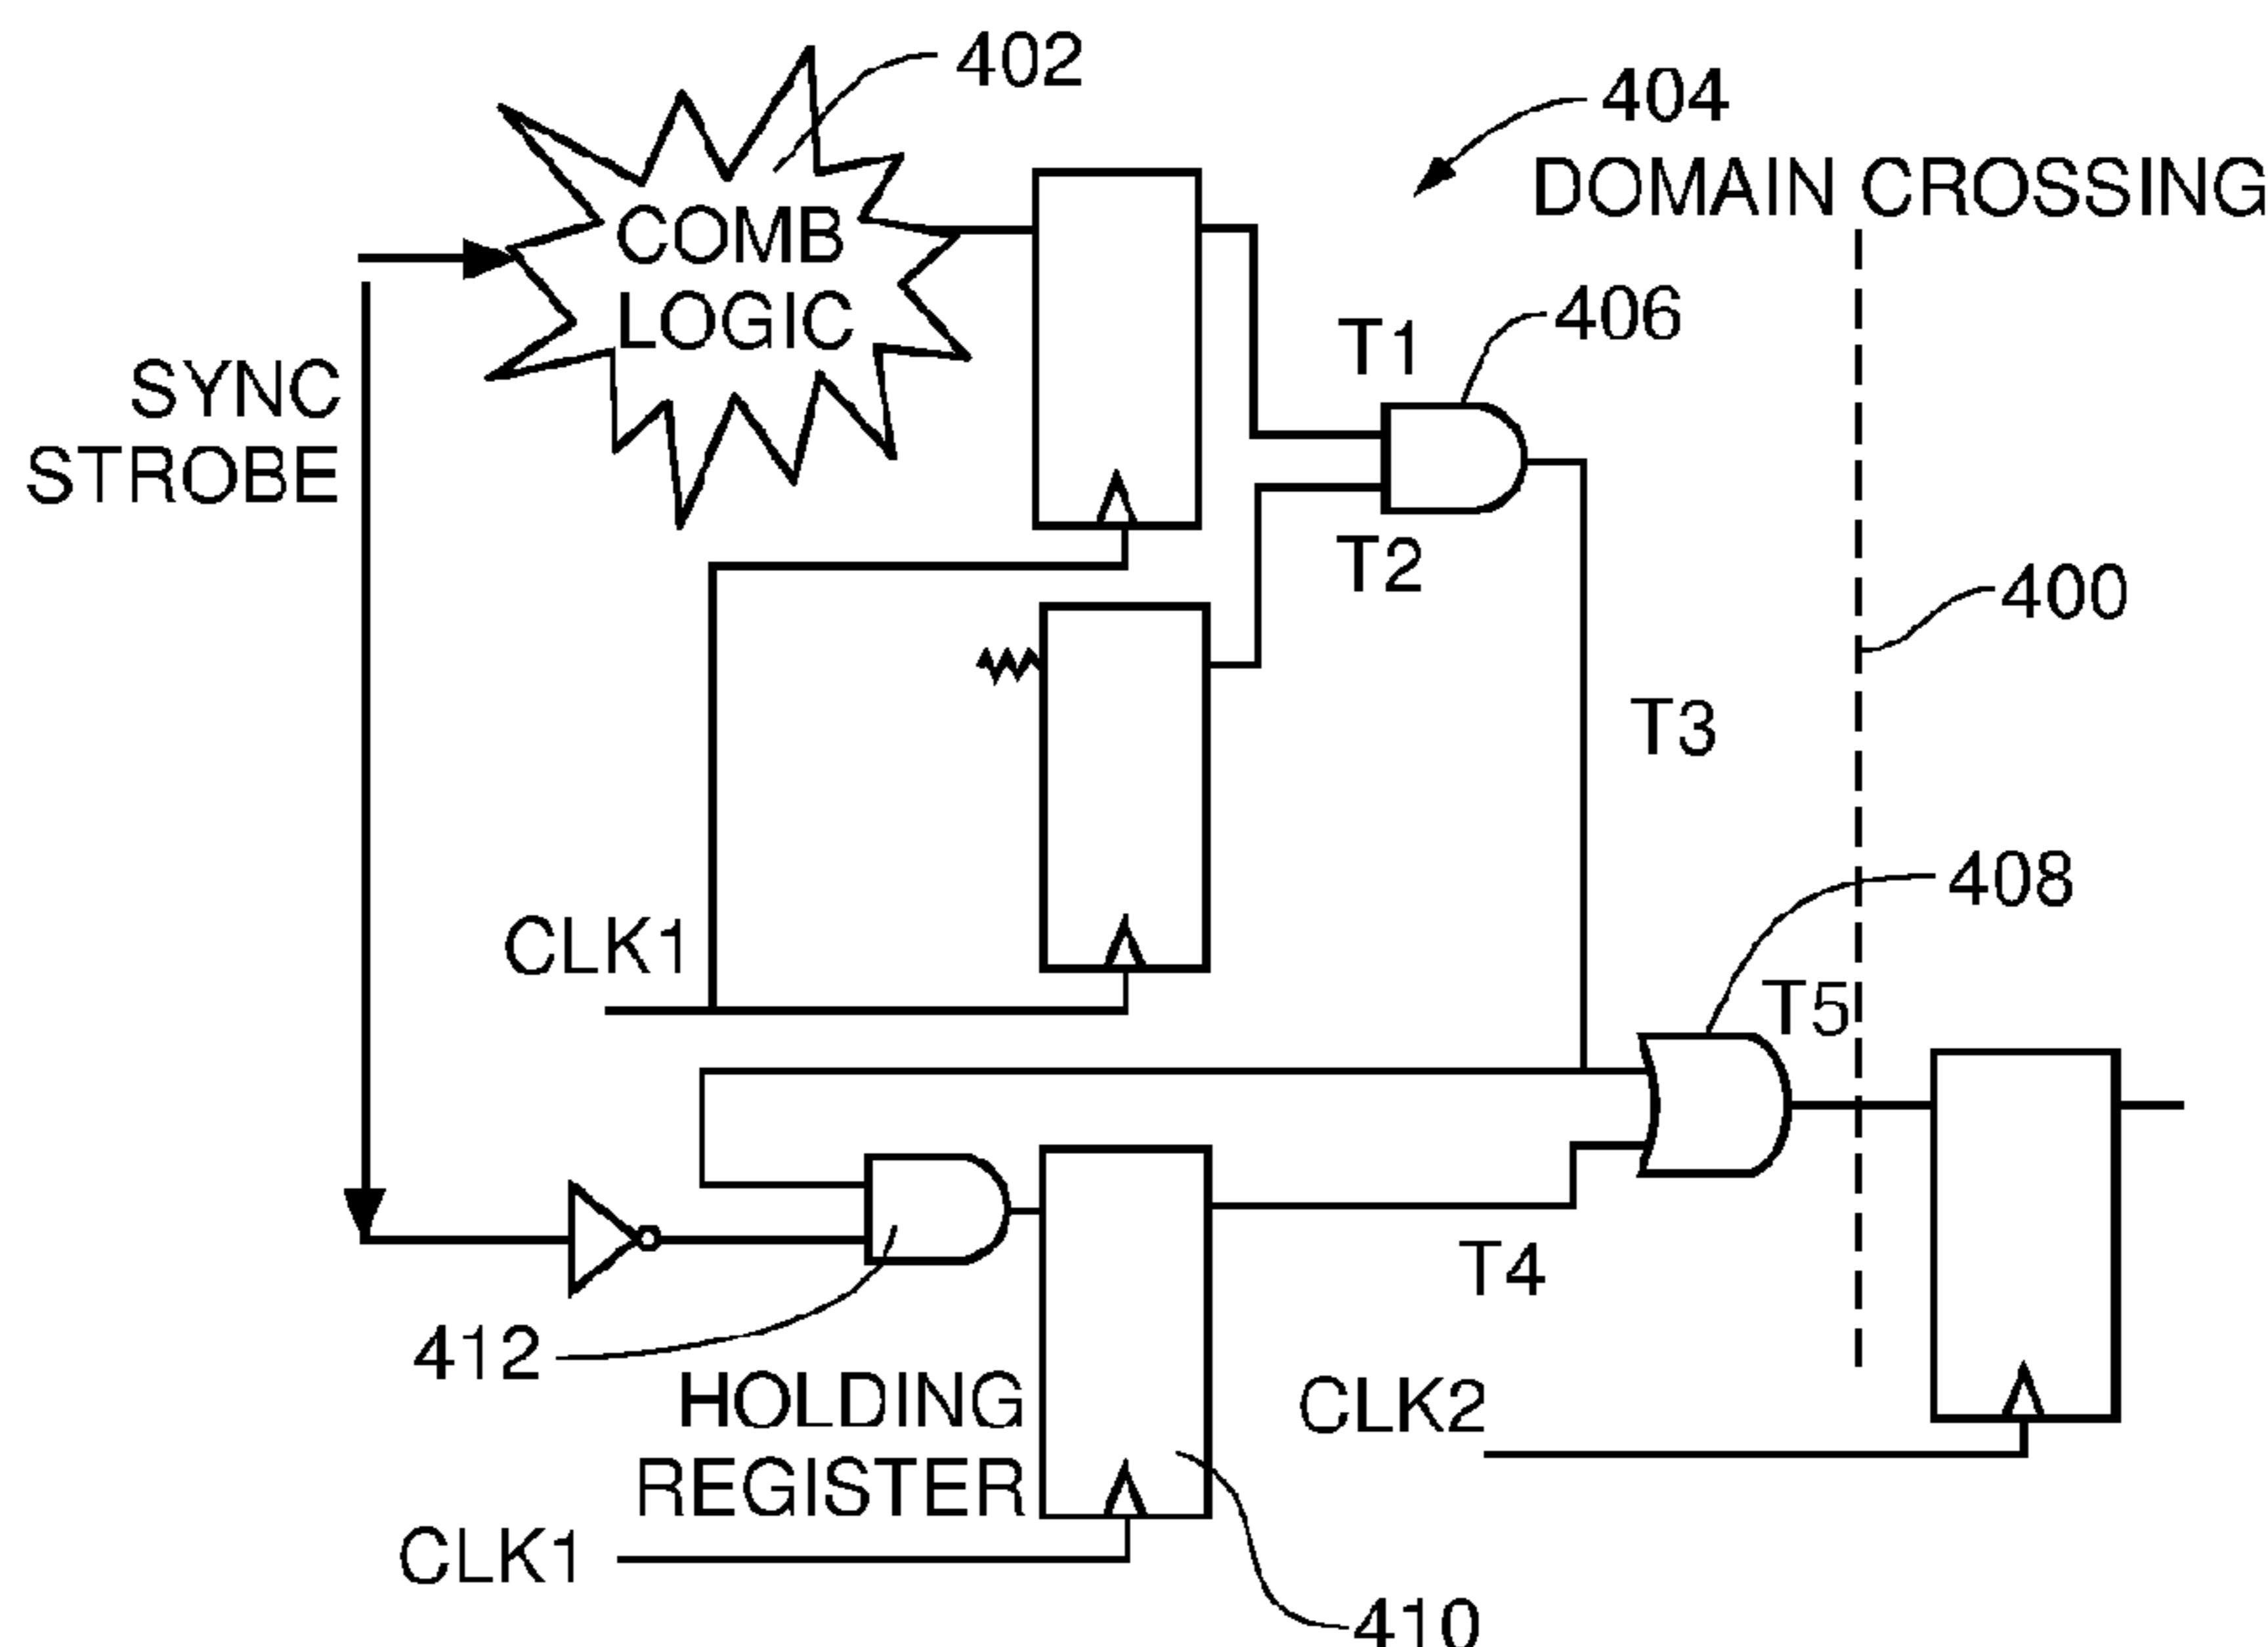 402
404
DOMAIN CROSSING
COMB
LOGIC
406
T1
SYNC
STROBE
T2
400
T3
408
CLK1
T5
T4
412
HOLDING
REGISTER
CLK2
CLK1
410